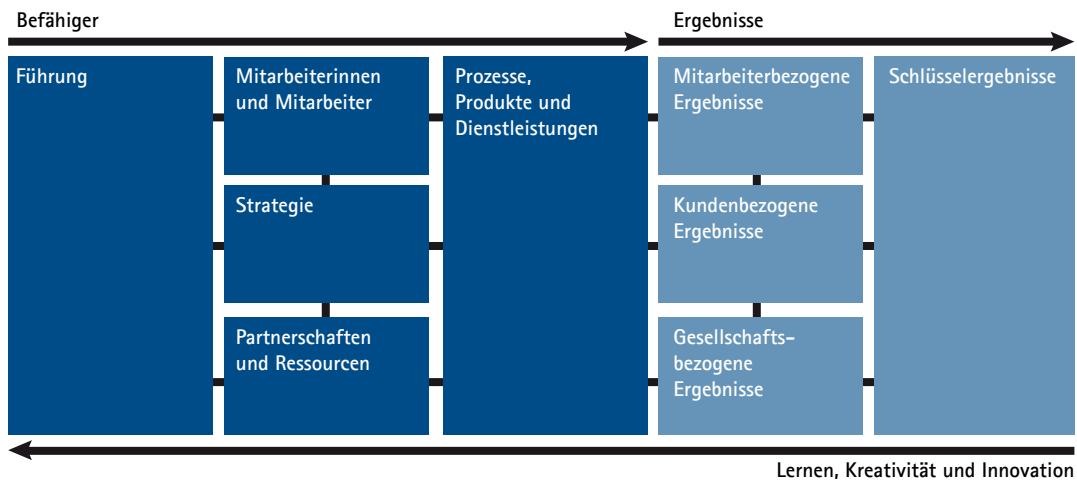 Befähiger
Ergebnisse
Führung
Mitarbeiterinnen
und Mitarbeiter
Strategie
Partnerschaften
und Ressourcen
Prozesse,
Produkte und
Dienstleistungen
Mitarbeiterbezogene
Ergebnisse
Kundenbezogene
Ergebnisse
Gesellschafts-
bezogene
Ergebnisse
Schlüsselergebnisse
Lernen, Kreativität und Innovation